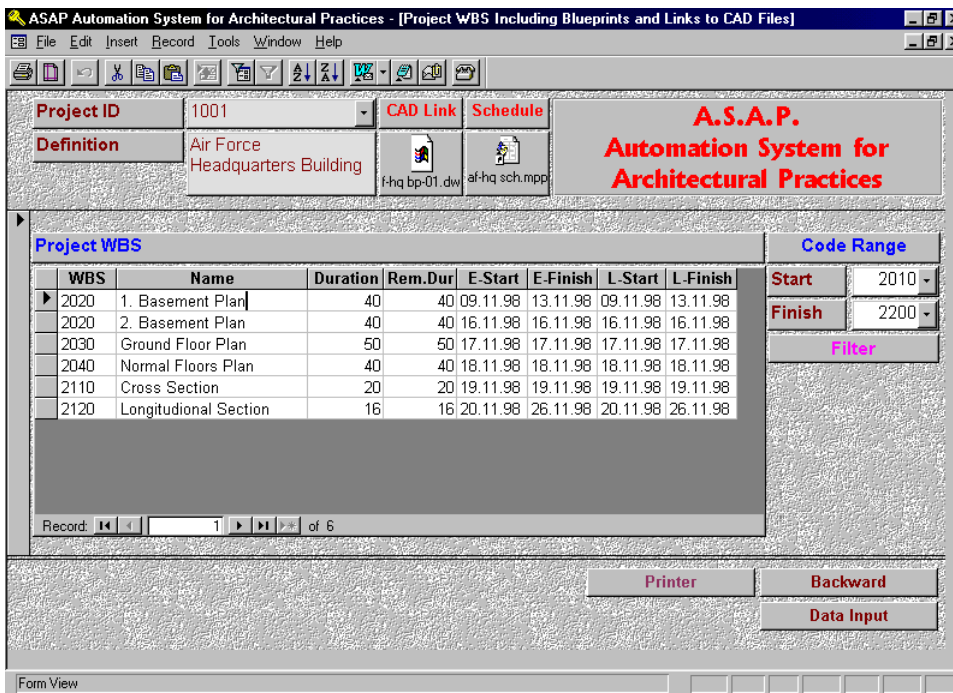 ASAP Automation System for Architectural Practices - [Project WBS Including Blueprints and Links to CAD Files]
File Edit Insert Record Tools Window Help
Project ID 1001 CAD Link Schedule
A.S.A.P.
Automation System for
Architectural Practices
Definition Air Force
Headquarters Building
f-hq bp-01.dw af-hq sch.mpp
Project WBS Code Range
WBS Name Duration Rem.Dur E-Start E-Finish L-Start L-Finish
2020 1. Basement Plan 40 40 09.11.98 13.11.98 09.11.98 13.11.98
2020 2. Basement Plan 40 40 16.11.98 16.11.98 16.11.98 16.11.98
2030 Ground Floor Plan 50 50 17.11.98 17.11.98 17.11.98 17.11.98
2040 Normal Floors Plan 40 40 18.11.98 18.11.98 18.11.98 18.11.98
2110 Cross Section 20 20 19.11.98 19.11.98 19.11.98 19.11.98
2120 Longitudional Section 16 16 20.11.98 26.11.98 20.11.98 26.11.98
Start 2010
Finish 2200
Filter
Record: 1 of 6
Printer Backward
Data Input
Form View